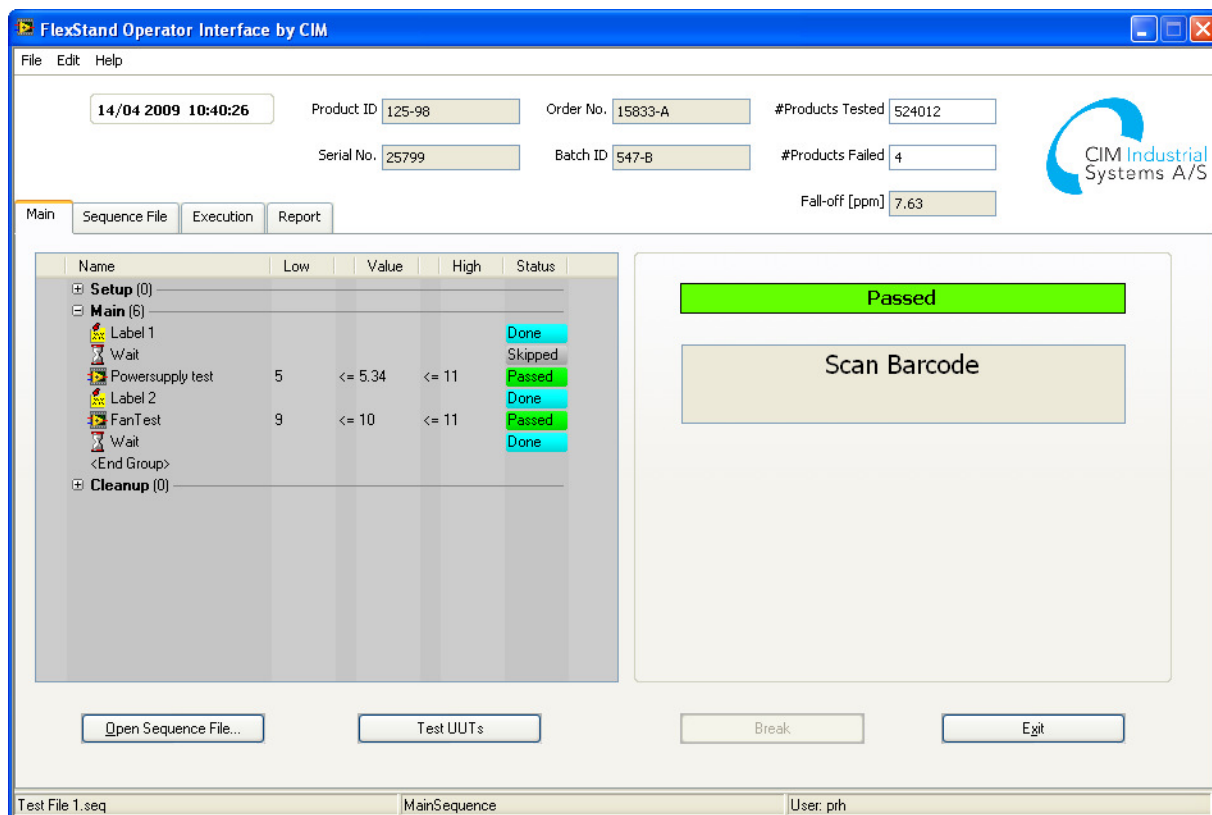 FlexStand Operator Interface by CIM
File Edit Help
14/04 2009 10:40:26 Product ID 125-98 Order No. 15833-A #Products Tested 524012
Serial No. 25799 Batch ID 547-B #Products Failed 4
CIM Industrial
Systems A/S
Fall-off [ppm] 7.63
Main Sequence File Execution Report
Name Low Value High Status
Setup (0)
Main (6)
Label 1 Done
Wait Skipped
Powersupply test 5 <= 5.34 <= 11 Passed
Label 2 Done
FanTest 9 <= 10 <= 11 Passed
Wait Done
<End Group>
Cleanup (0)
Passed
Scan Barcode
Open Sequence File... Test UUTs Break Exit
Test File 1.seq MainSequence User: prh